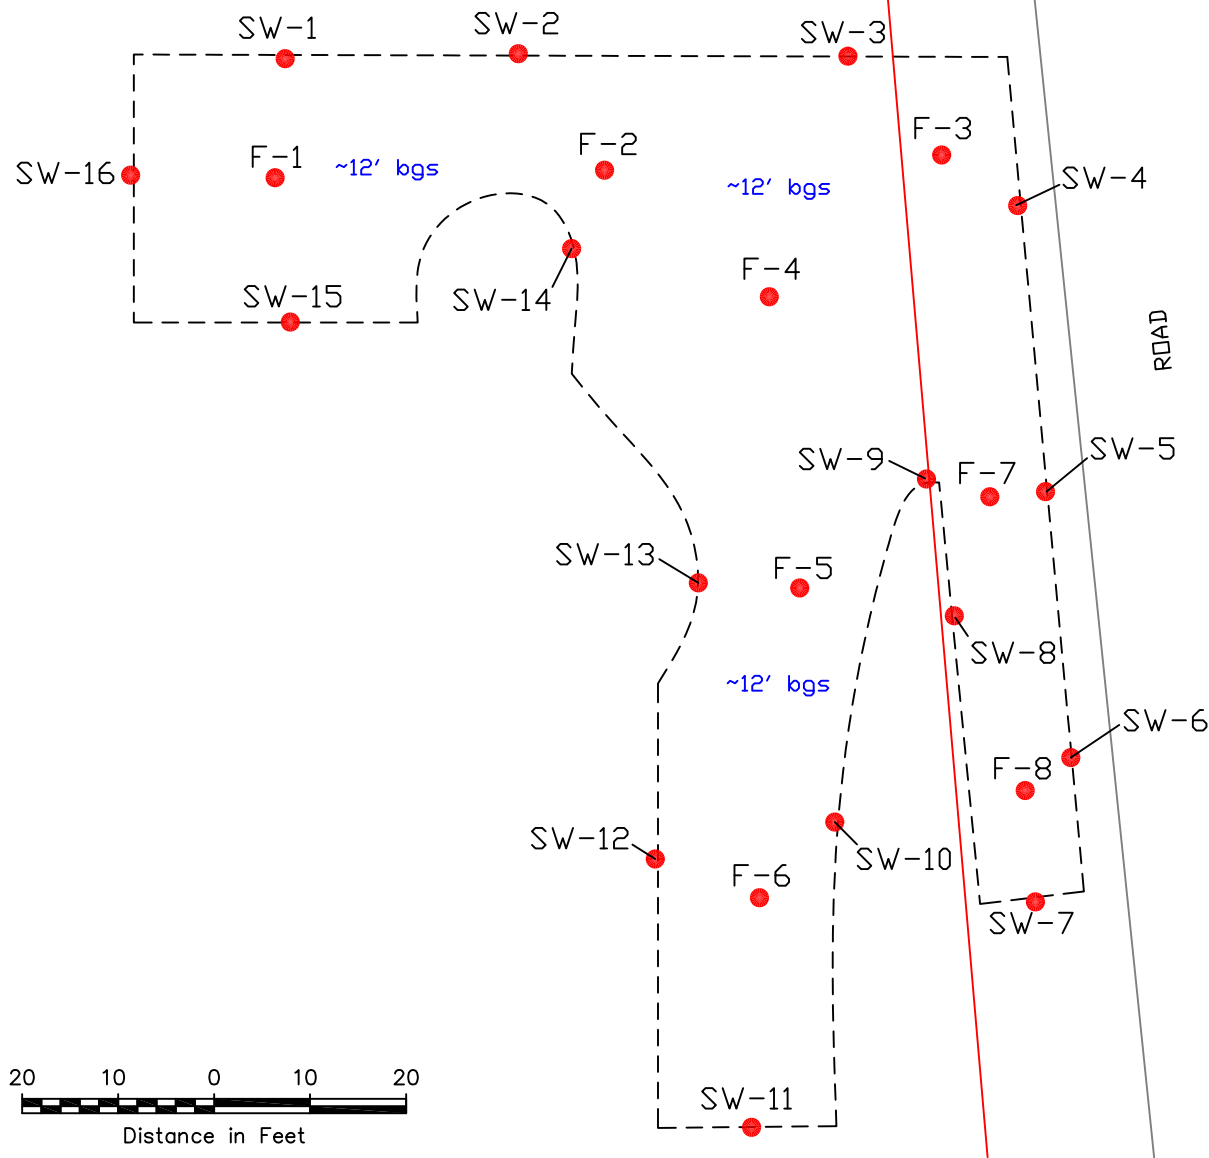 SW-1
SW-2
SW-3
F-3
F-2
F-1
~12' bgs
SW-16
~12' bgs
SW-4
F-4
SW-15
SW-14
ROAD
SW-9
F-7
SW-5
SW-13
F-5
SW-8
~12' bgs
SW-6
F-8
SW-12
SW-10
F-6
SW-7
20 10 0 10 20
SW-11
Distance in Feet